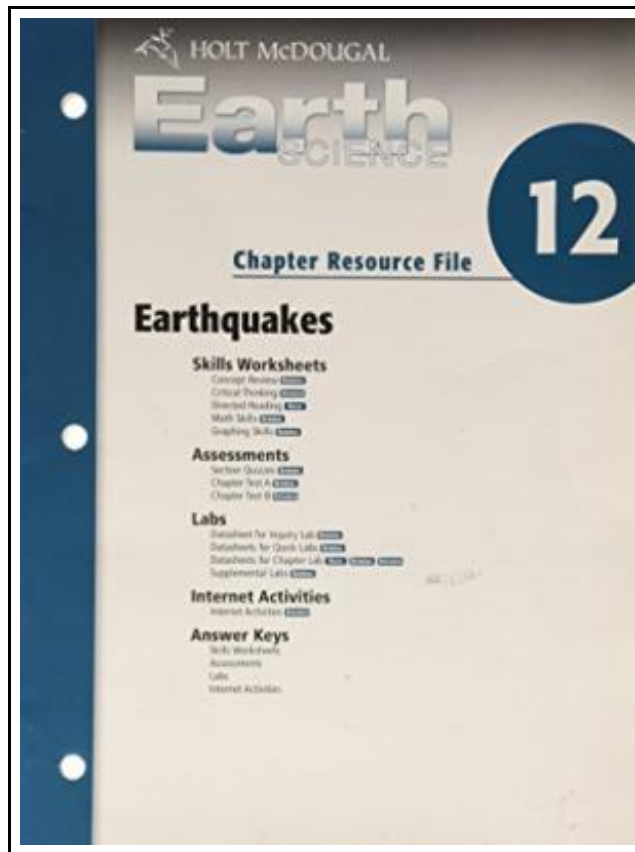 HOLT McDOUGAL
Earth
SCIENCE
12
Chapter Resource File
Earthquakes
Skills Worksheets
Concept Review
Critical Thinking
Directed Reading
Math Skills
Graphing Skills
Assessments
Section Quizzes
Chapter Test A
Chapter Test B
Labs
Datasheet for Inquiry Lab
Datasheets for Quick Labs
Datasheets for Chapter Lab
Supplemental Labs
Internet Activities
Internet Activities
Answer Keys
Skills Worksheets
Assessments
Labs
Internet Activities